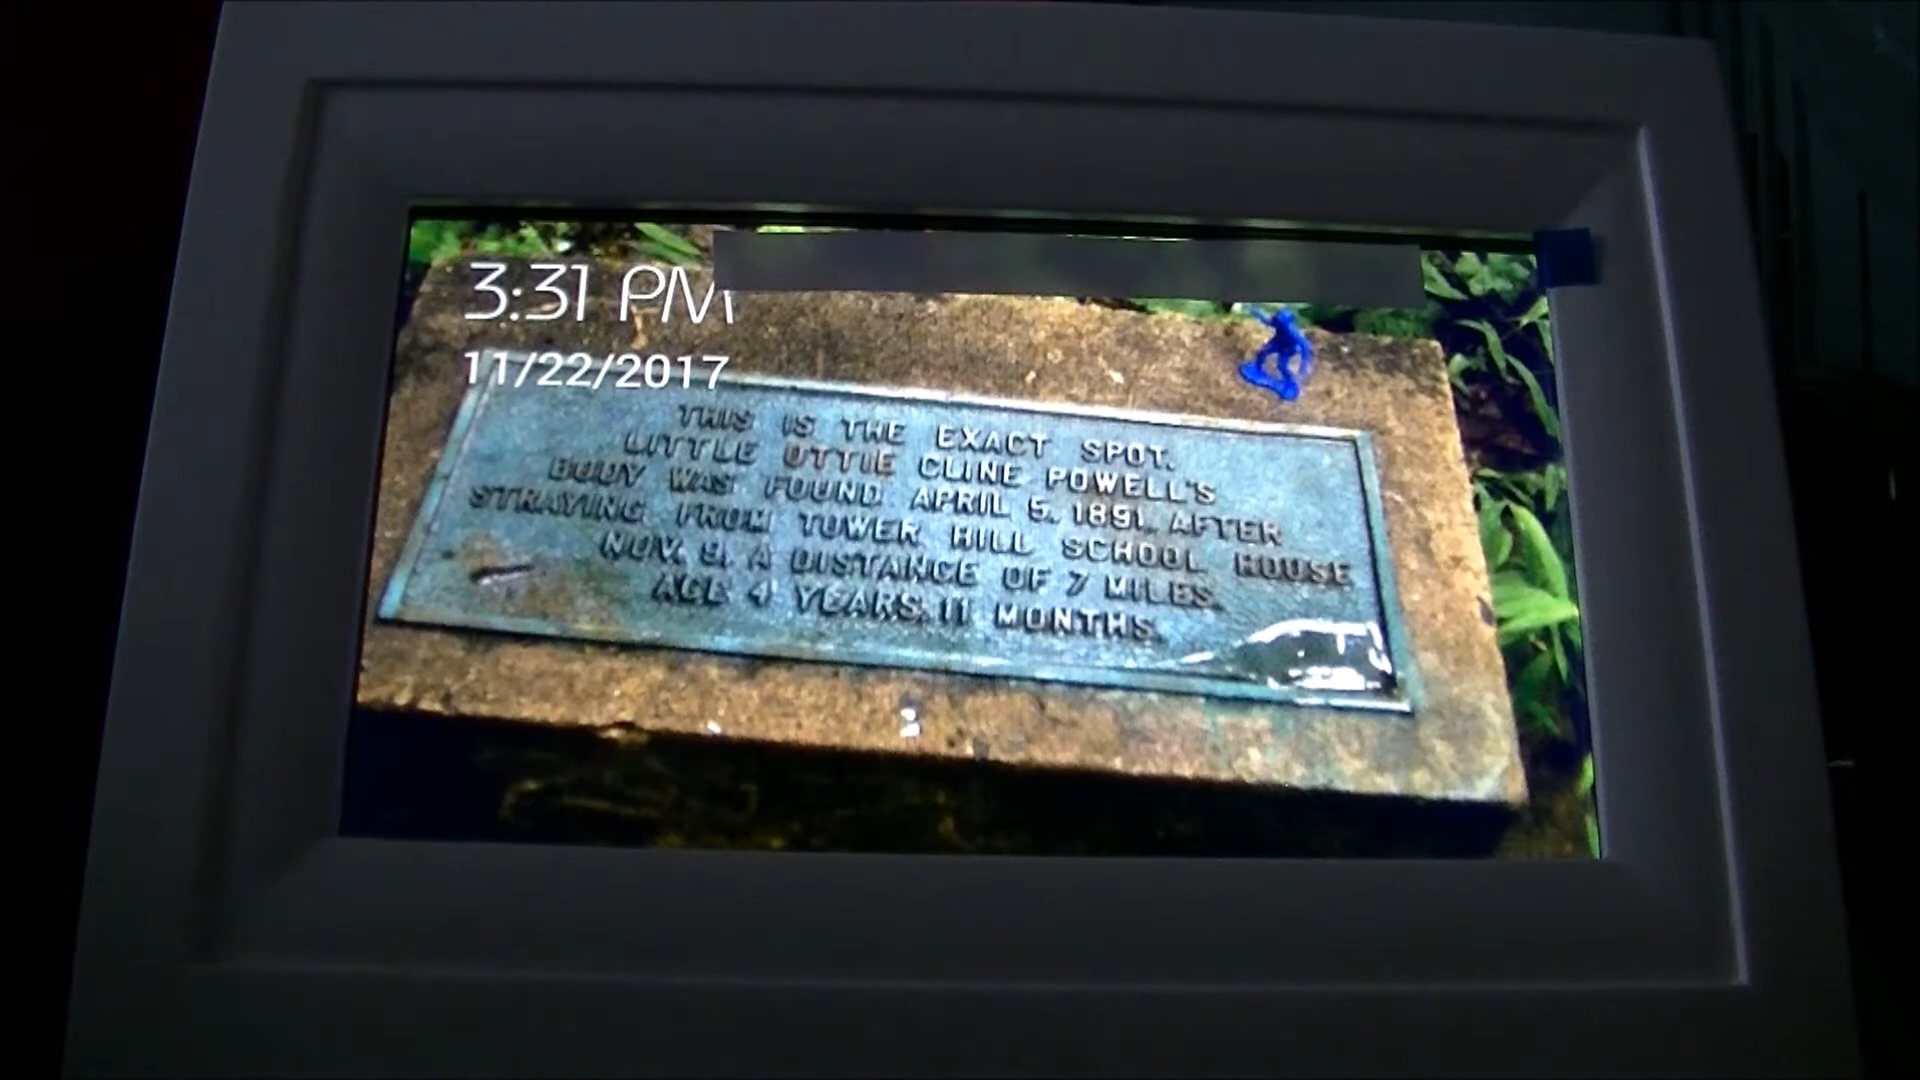 3:31 PM
11/22/2017
THIS IS THE EXACT SPOT.
LITTLE OTTIE CLINE POWELL'S
BODY WAS FOUND APRIL 5, 1891, AFTER
STRAYING FROM TOWER HILL SCHOOL HOUSE
NOV. 9, A DISTANCE OF 7 MILES.
AGE 4 YEARS, 11 MONTHS.